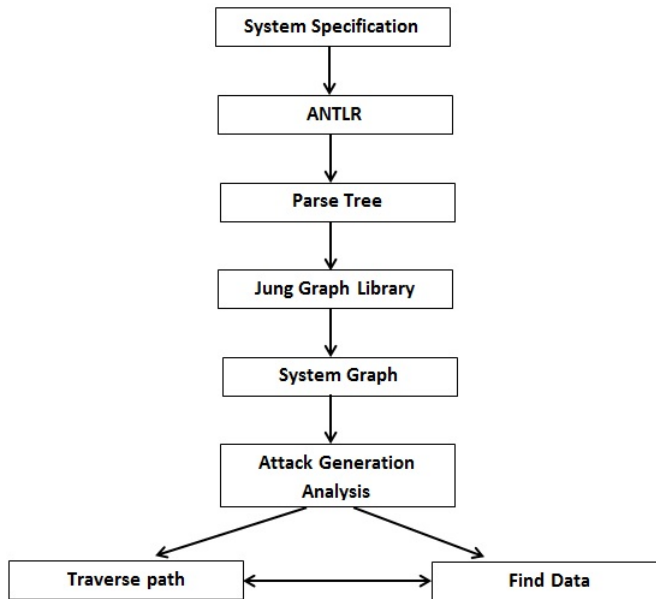 System Specification
ANTLR
Parse Tree
Jung Graph Library
System Graph
Attack Generation
Analysis
Traverse path
Find Data